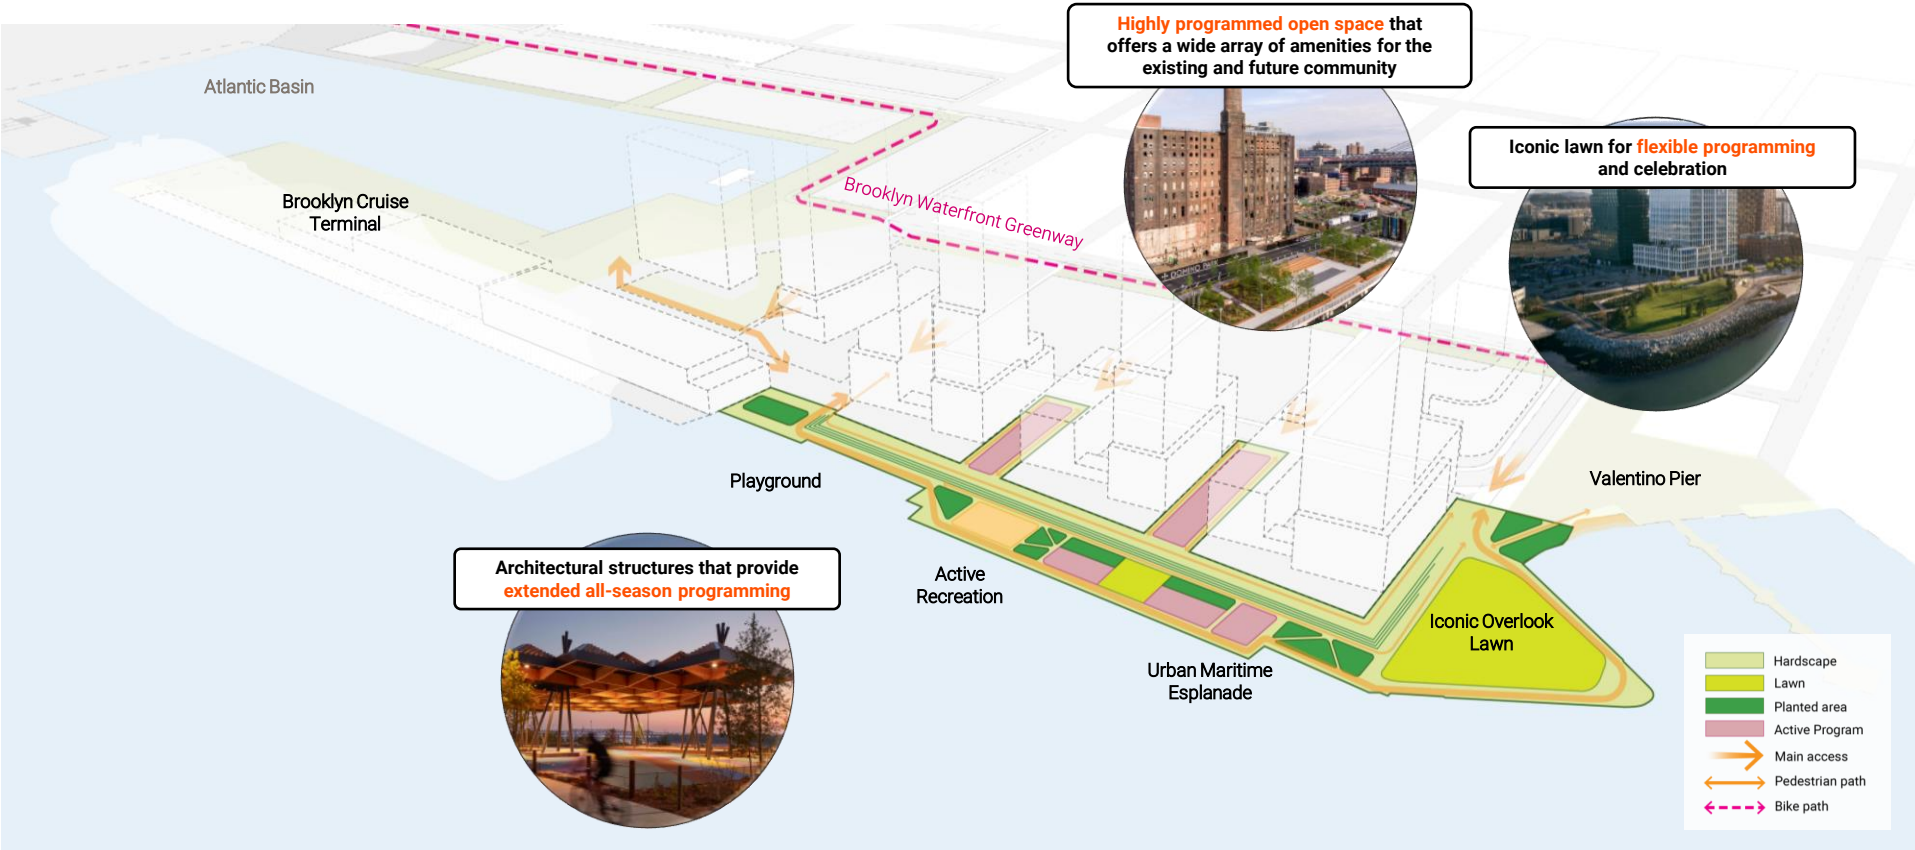 Highly programmed open space that
offers a wide array of amenities for the
existing and future community
Atlantic Basin
Iconic lawn for flexible programming
and celebration
Brooklyn Cruise
Terminal
Brooklyn Waterfront Greenway
DOMINO PARK
Playground
Valentino Pier
Architectural structures that provide
extended all-season programming
Active
Recreation
Iconic Overlook
Lawn
Urban Maritime
Esplanade
Hardscape
Lawn
Planted area
Active Program
Main access
Pedestrian path
Bike path